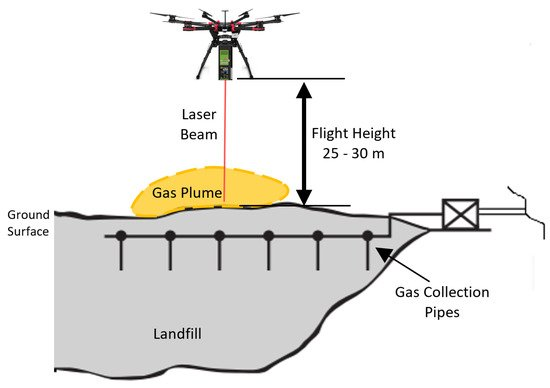 Laser
Beam
Flight Height
25 - 30 m
Gas Plume
Ground
Surface
Gas Collection
Pipes
Landfill